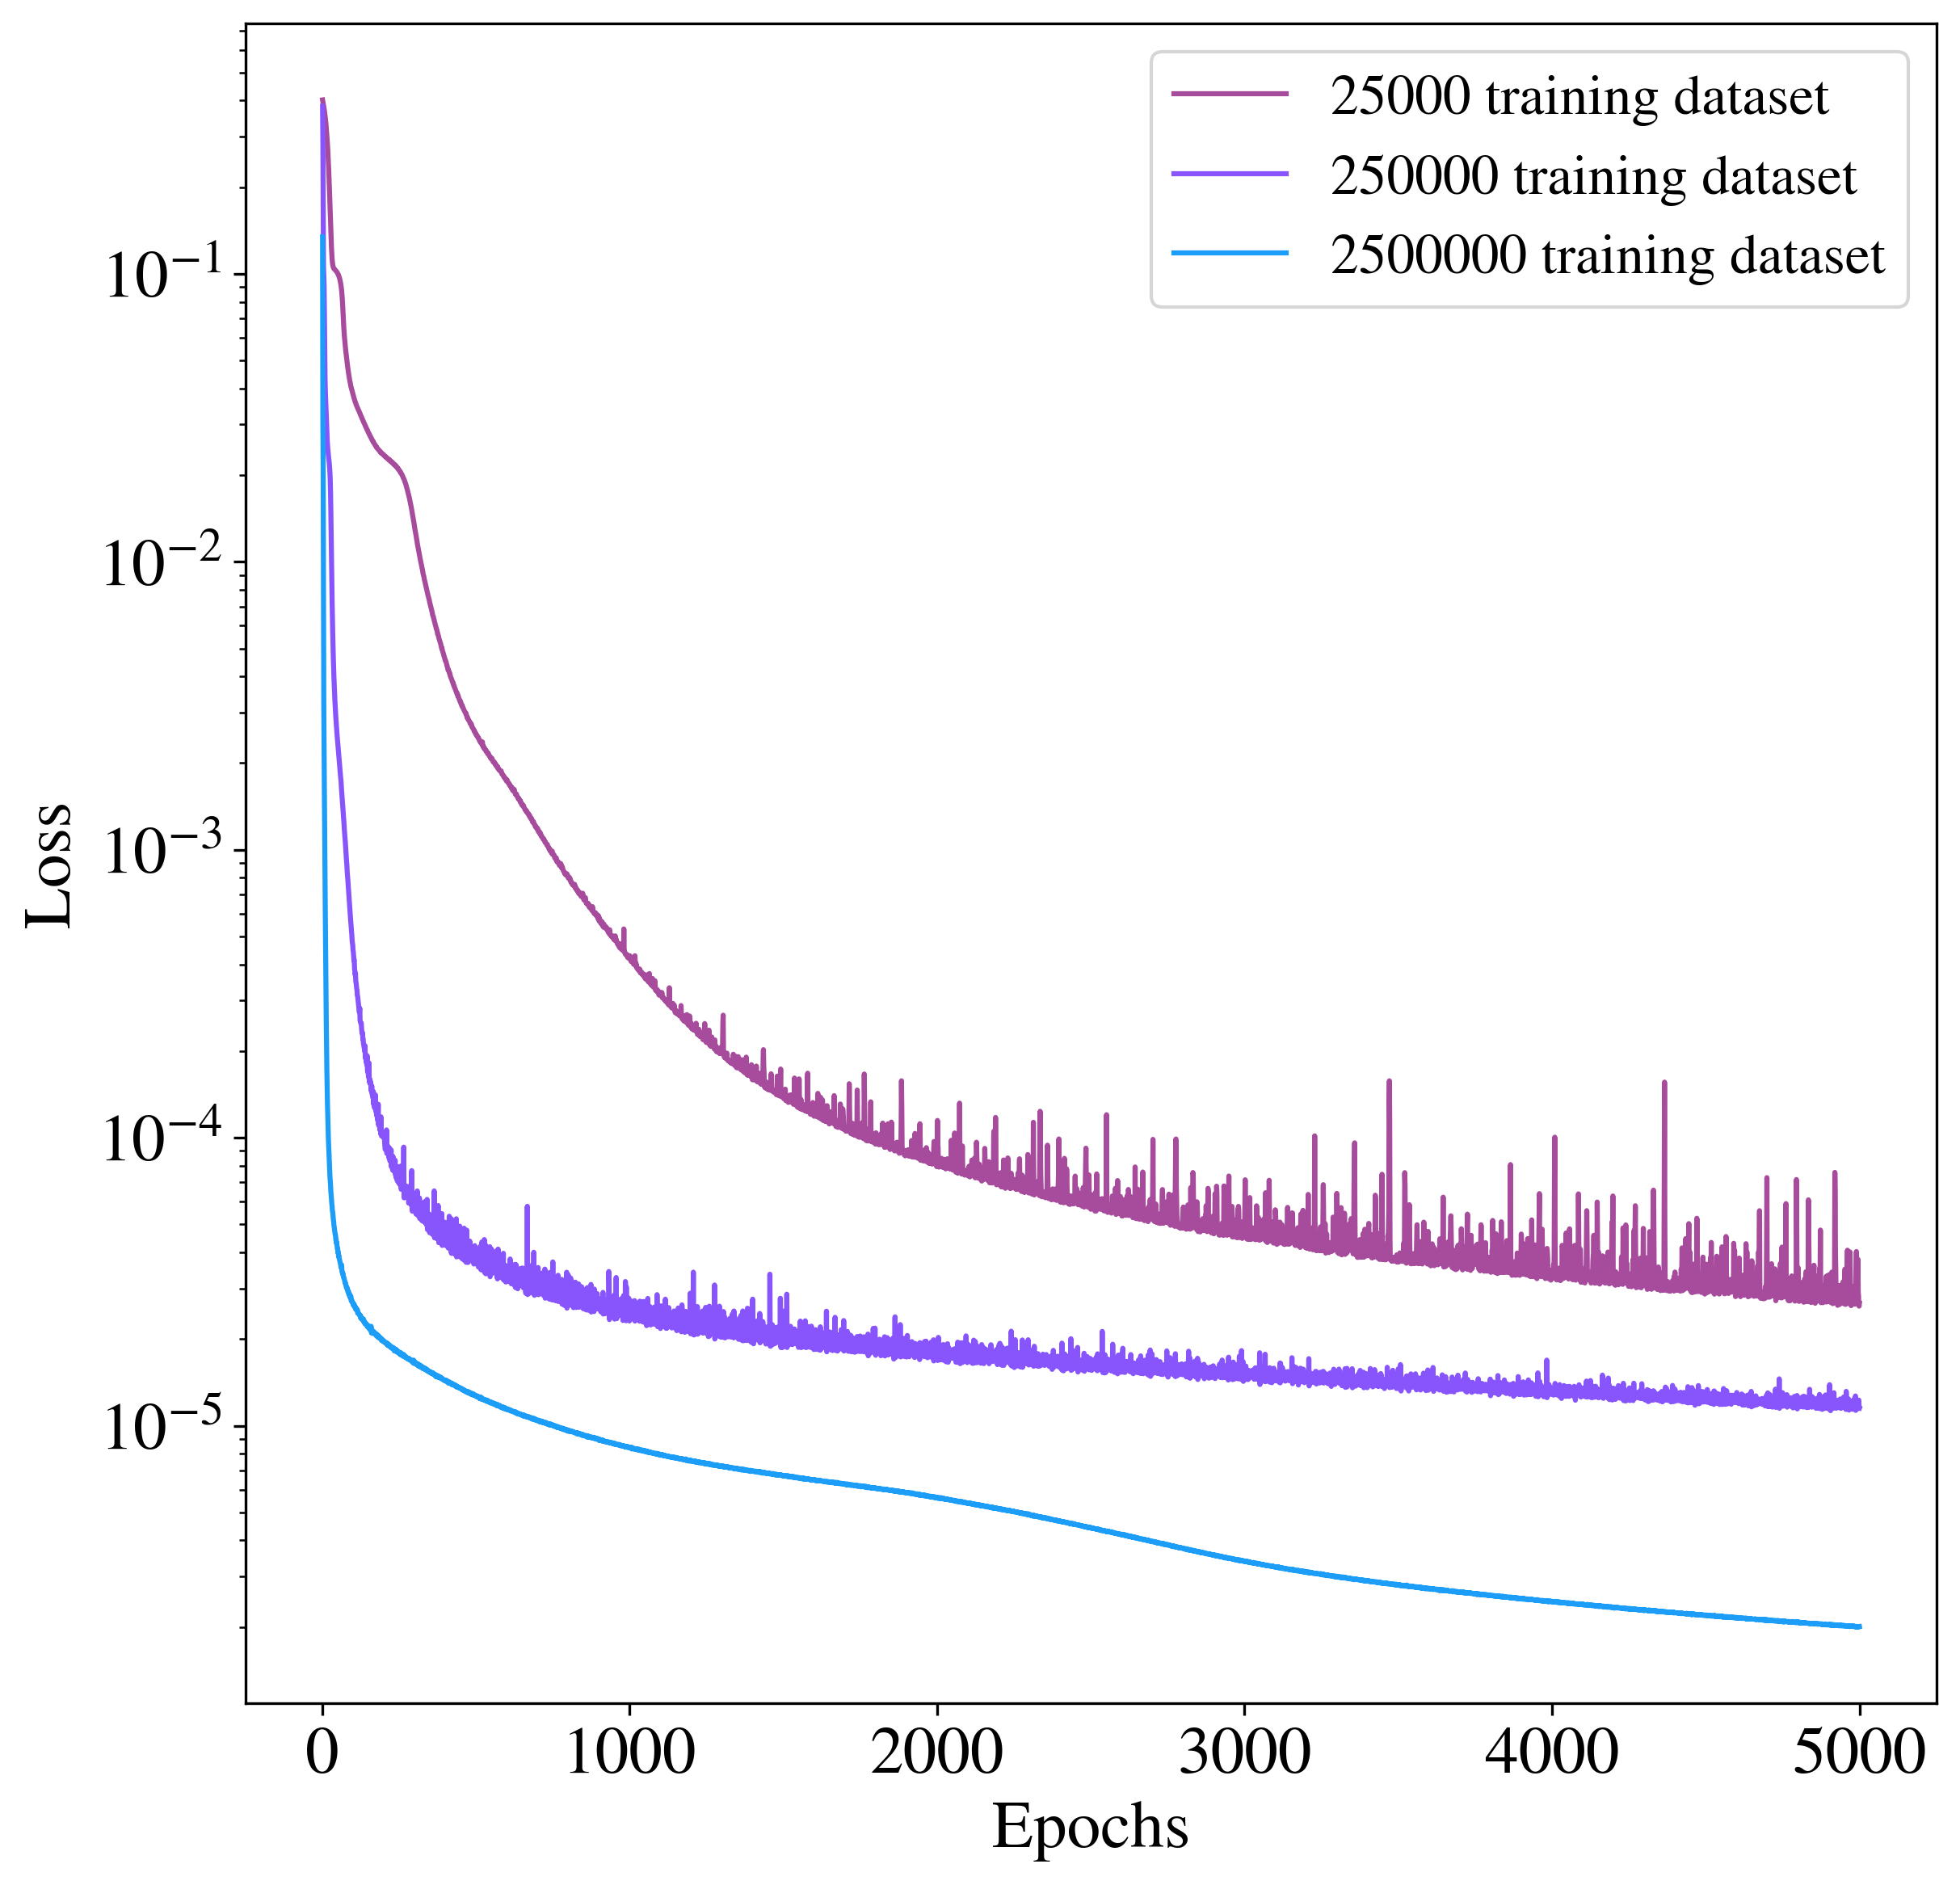 25000 training dataset
250000 training dataset
2500000 training dataset
10⁻¹
10⁻²
10⁻³
10⁻⁴
10⁻⁵
Loss
0 1000 2000 3000 4000 5000
Epochs